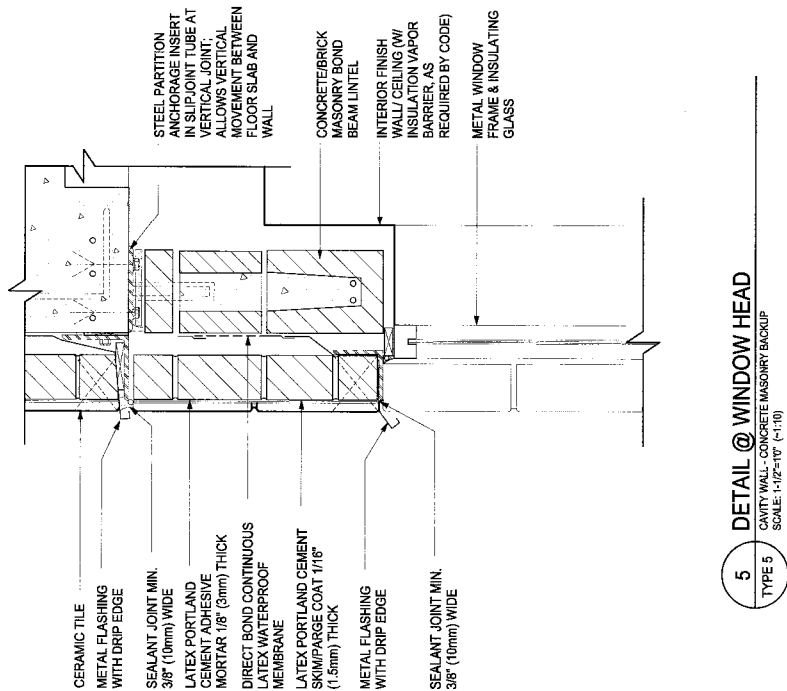 CERAMIC TILE
METAL FLASHING
WITH DRIP EDGE
SEALANT JOINT MIN.
3/8" (10mm) WIDE
LATEX PORTLAND
CEMENT ADHESIVE
MORTAR 1/8" (3mm) THICK
DIRECT BOND CONTINUOUS
LATEX WATERPROOF
MEMBRANE
LATEX PORTLAND CEMENT
SKIM/PARGE COAT 1/16"
(1.5mm) THICK
METAL FLASHING
WITH DRIP EDGE
SEALANT JOINT MIN.
3/8" (10mm) WIDE
STEEL PARTITION
ANCHORAGE INSERT
IN SLIPJOINT TUBE AT
VERTICAL JOINT;
ALLOWS VERTICAL
MOVEMENT BETWEEN
FLOOR SLAB AND
WALL
CONCRETE/BRICK
MASONRY BOND
BEAM LINTEL
INTERIOR FINISH
WALL/ CEILING (W/
INSULATION VAPOR
BARRIER, AS
REQUIRED BY CODE)
METAL WINDOW
FRAME & INSULATING
GLASS
5
TYPE 5
DETAIL @ WINDOW HEAD
CAVITY WALL - CONCRETE MASONRY BACKUP
SCALE: 1-1/2"=1'0" (~1:10)